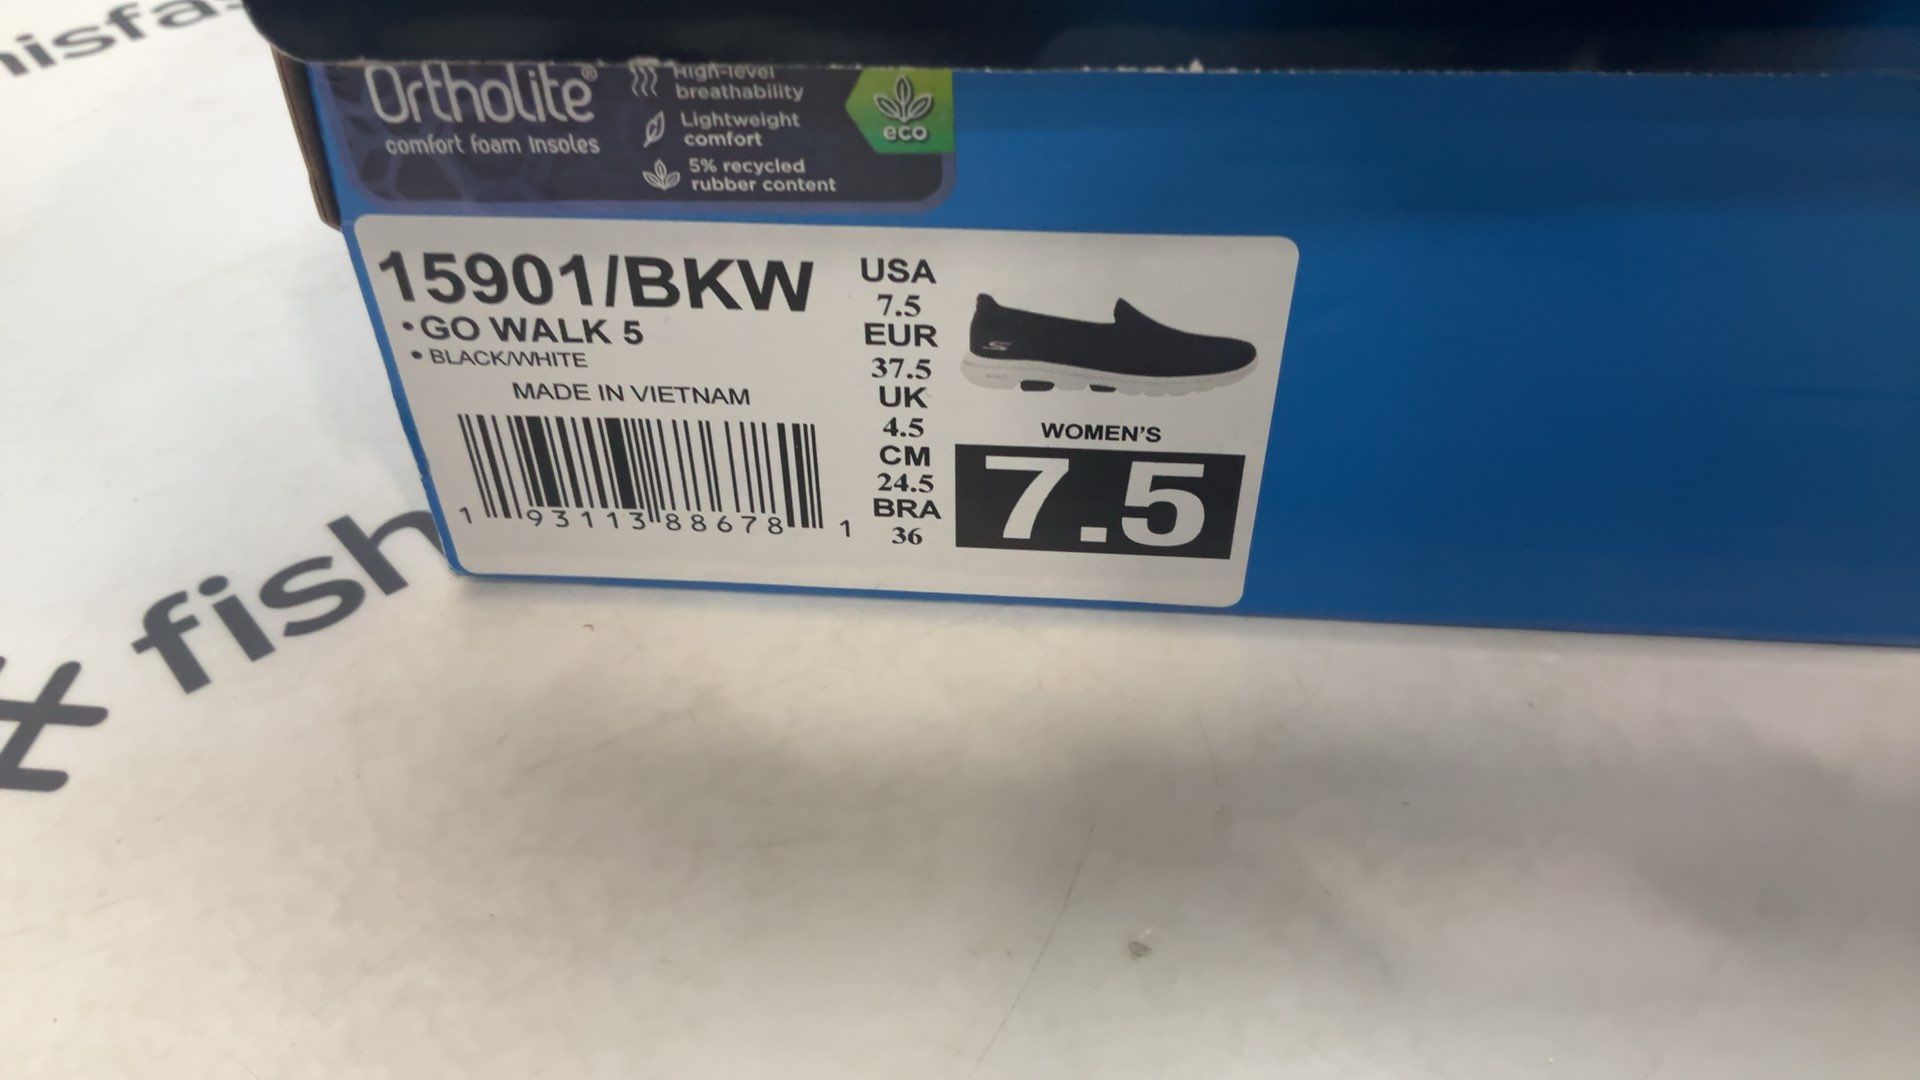 Ortholite®
comfort foam insoles
High-level
breathability
Lightweight
comfort
5% recycled
rubber content
eco
15901/BKW
• GO WALK 5
• BLACK/WHITE
MADE IN VIETNAM
1 93113 88678 1
USA
7.5
EUR
37.5
UK
4.5
CM
24.5
BRA
36
WOMEN'S
7.5
fish